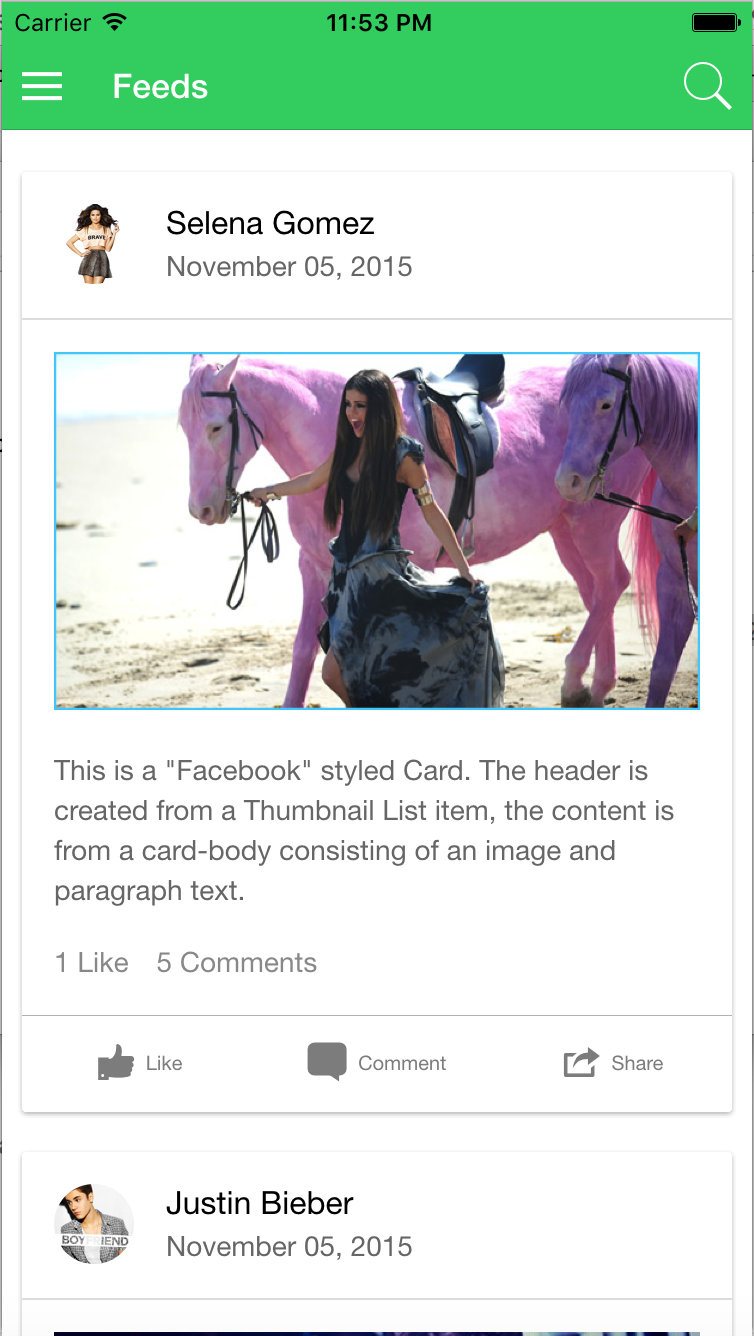 Carrier 11:53 PM
Feeds
BRAVE
Selena Gomez
November 05, 2015
This is a "Facebook" styled Card. The header is
created from a Thumbnail List item, the content is
from a card-body consisting of an image and
paragraph text.
1 Like 5 Comments
Like Comment Share
Justin Bieber
November 05, 2015
BOYFRIEND